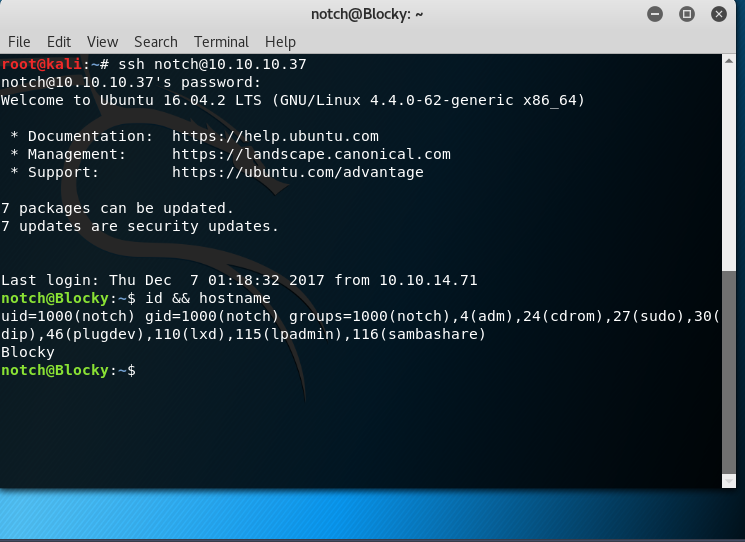 notch@Blocky: ~
File Edit View Search Terminal Help
root@kali:~# ssh notch@10.10.10.37
notch@10.10.10.37's password:
Welcome to Ubuntu 16.04.2 LTS (GNU/Linux 4.4.0-62-generic x86_64)
 * Documentation:  https://help.ubuntu.com
 * Management:     https://landscape.canonical.com
 * Support:        https://ubuntu.com/advantage
7 packages can be updated.
7 updates are security updates.
Last login: Thu Dec  7 01:18:32 2017 from 10.10.14.71
notch@Blocky:~$ id && hostname
uid=1000(notch) gid=1000(notch) groups=1000(notch),4(adm),24(cdrom),27(sudo),30(
dip),46(plugdev),110(lxd),115(lpadmin),116(sambashare)
Blocky
notch@Blocky:~$